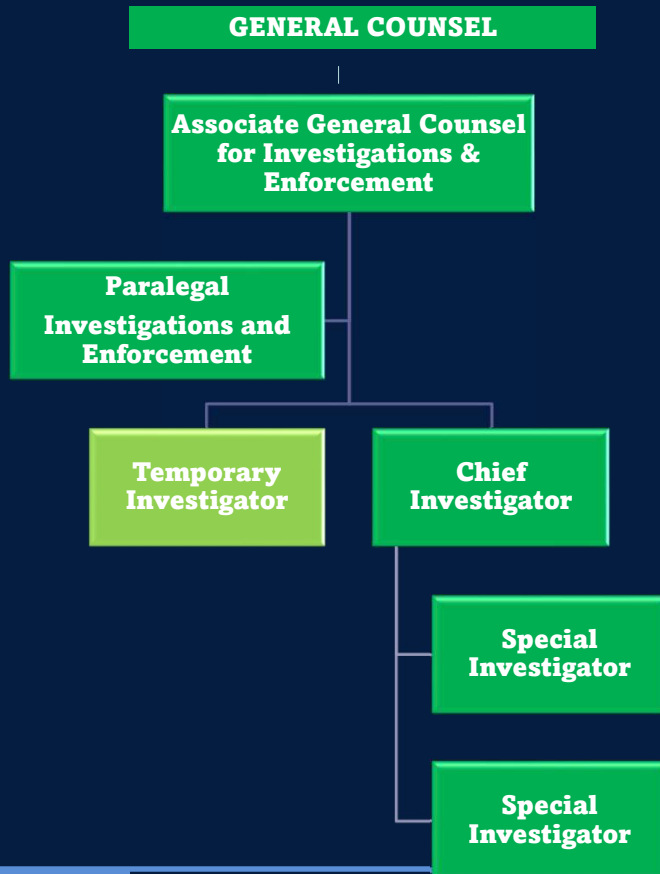 GENERAL COUNSEL
Associate General Counsel
for Investigations &
Enforcement
Paralegal
Investigations and
Enforcement
Temporary
Investigator
Chief
Investigator
Special
Investigator
Special
Investigator